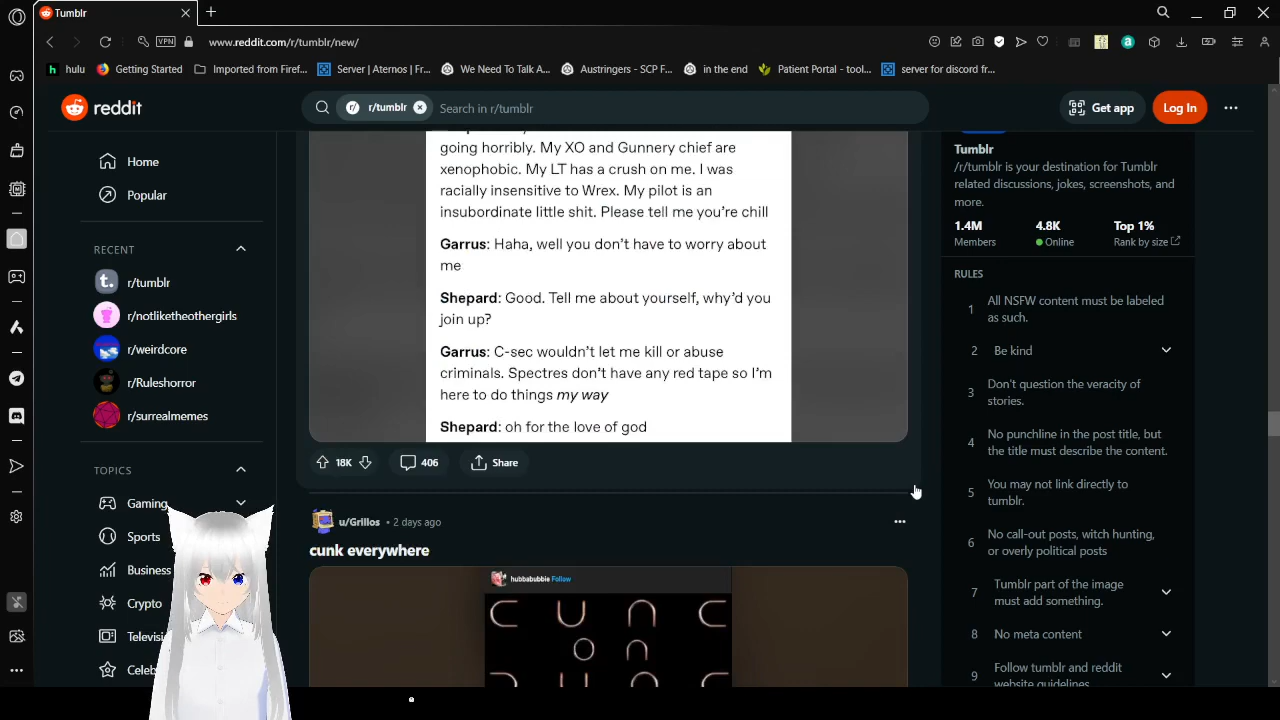 Tumblr
www.reddit.com/r/tumblr/new/
VPN
hulu
Getting Started
Imported from Firef...
Server | Aternos | Fr...
We Need To Talk A...
Austringers - SCP F...
in the end
Patient Portal - tool...
server for discord fr...
reddit
r/tumblr
Search in r/tumblr
Get app
Log In
Home
Popular
RECENT
r/tumblr
r/notliketheothergirls
r/weirdcore
r/Ruleshorror
r/surrealmemes
TOPICS
Gaming
Sports
Business
Crypto
Televisi
Celeb
going horribly. My XO and Gunnery chief are
xenophobic. My LT has a crush on me. I was
racially insensitive to Wrex. My pilot is an
insubordinate little shit. Please tell me you're chill
Garrus: Haha, well you don't have to worry about
me
Shepard: Good. Tell me about yourself, why'd you
join up?
Garrus: C-sec wouldn't let me kill or abuse
criminals. Spectres don't have any red tape so I'm
here to do things my way
Shepard: oh for the love of god
18K
406
Share
u/Grillos • 2 days ago
cunk everywhere
hubbabubbie Follow
Tumblr
/r/tumblr is your destination for Tumblr
related discussions, jokes, screenshots, and
more.
1.4M
4.8K
Top 1%
Members
Online
Rank by size
RULES
1 All NSFW content must be labeled
as such.
2 Be kind
3 Don't question the veracity of
stories.
4 No punchline in the post title, but
the title must describe the content.
5 You may not link directly to
tumblr.
6 No call-out posts, witch hunting,
or overly political posts
7 Tumblr part of the image
must add something.
8 No meta content
9 Follow tumblr and reddit
website guidelines